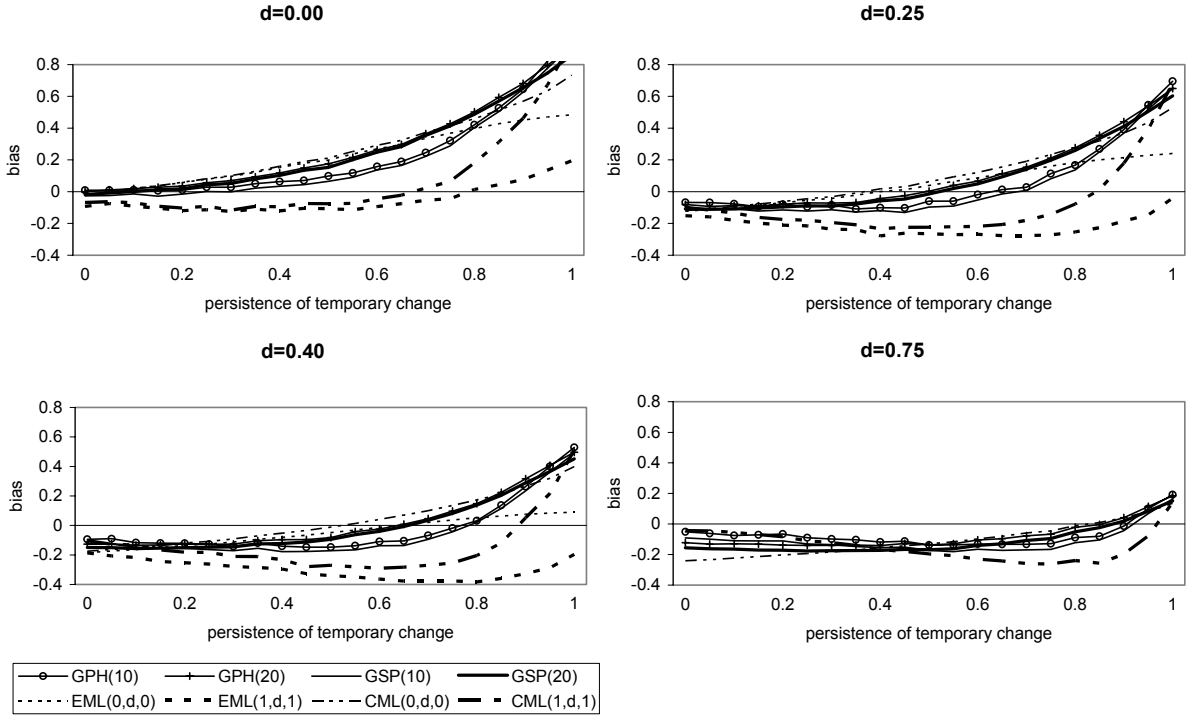 d=0.00
0.8
0.6
0.4
0.2
0
-0.2
-0.4
bias
0 0.2 0.4 0.6 0.8 1
persistence of temporary change
d=0.25
0.8
0.6
0.4
0.2
0
-0.2
-0.4
bias
0 0.2 0.4 0.6 0.8 1
persistence of temporary change
d=0.40
0.8
0.6
0.4
0.2
0
-0.2
-0.4
bias
0 0.2 0.4 0.6 0.8 1
persistence of temporary change
d=0.75
0.8
0.6
0.4
0.2
0
-0.2
-0.4
bias
0 0.2 0.4 0.6 0.8 1
persistence of temporary change
GPH(10) GPH(20) GSP(10) GSP(20)
EML(0,d,0) EML(1,d,1) CML(0,d,0) CML(1,d,1)